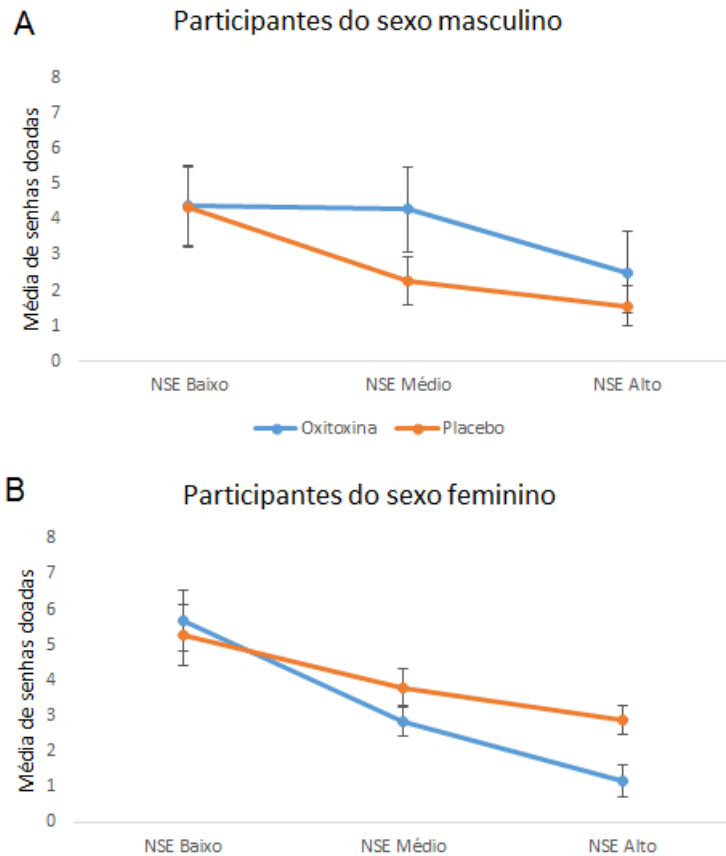 A
Participantes do sexo masculino
Média de senhas doadas
8
7
6
5
4
3
2
1
0
NSE Baixo NSE Médio NSE Alto
Oxitoxina Placebo
B
Participantes do sexo feminino
Média de senhas doadas
8
7
6
5
4
3
2
1
0
NSE Baixo NSE Médio NSE Alto